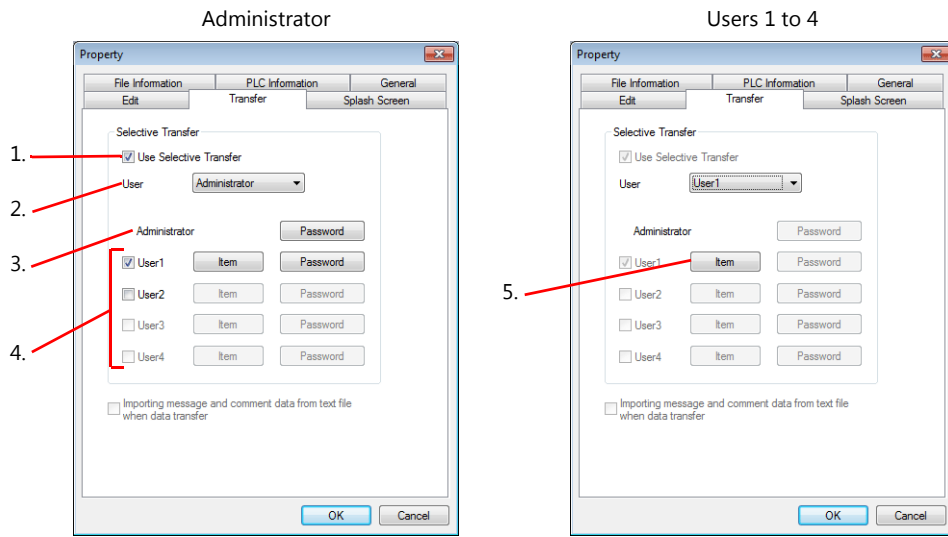 Administrator
Property
File Information PLC Information General
Edit Transfer Splash Screen
Selective Transfer
1. Use Selective Transfer
2. User Administrator
3. Administrator Password
User1 Item Password
User2 Item Password
User3 Item Password
4. User4 Item Password
Importing message and comment data from text file
when data transfer
OK Cancel
Users 1 to 4
Property
File Information PLC Information General
Edit Transfer Splash Screen
Selective Transfer
Use Selective Transfer
User User1
Administrator Password
User1 Item Password
5. User2 Item Password
User3 Item Password
User4 Item Password
Importing message and comment data from text file
when data transfer
OK Cancel